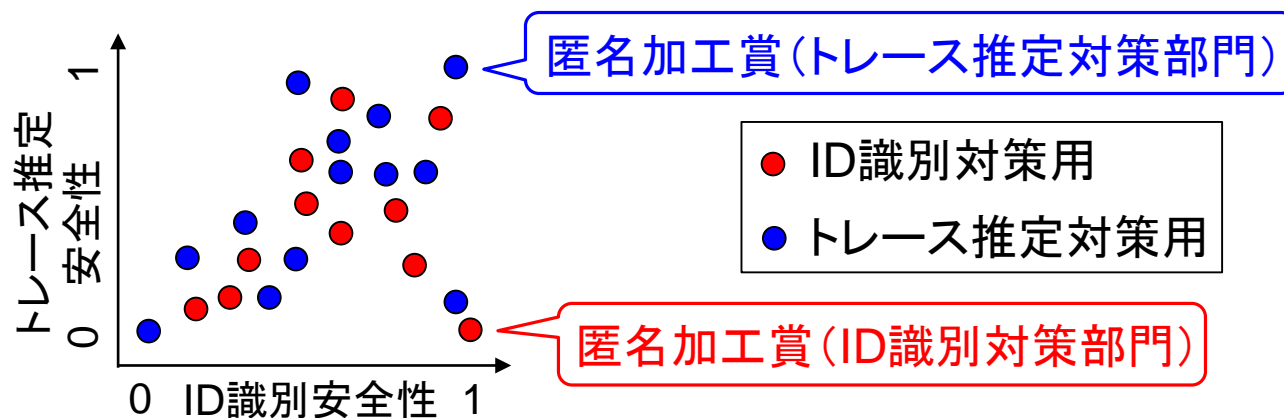 匿名加工賞(トレース推定対策部門)
1
トレース推定
安全性
0
ID識別対策用
トレース推定対策用
匿名加工賞(ID識別対策部門)
0 ID識別安全性 1